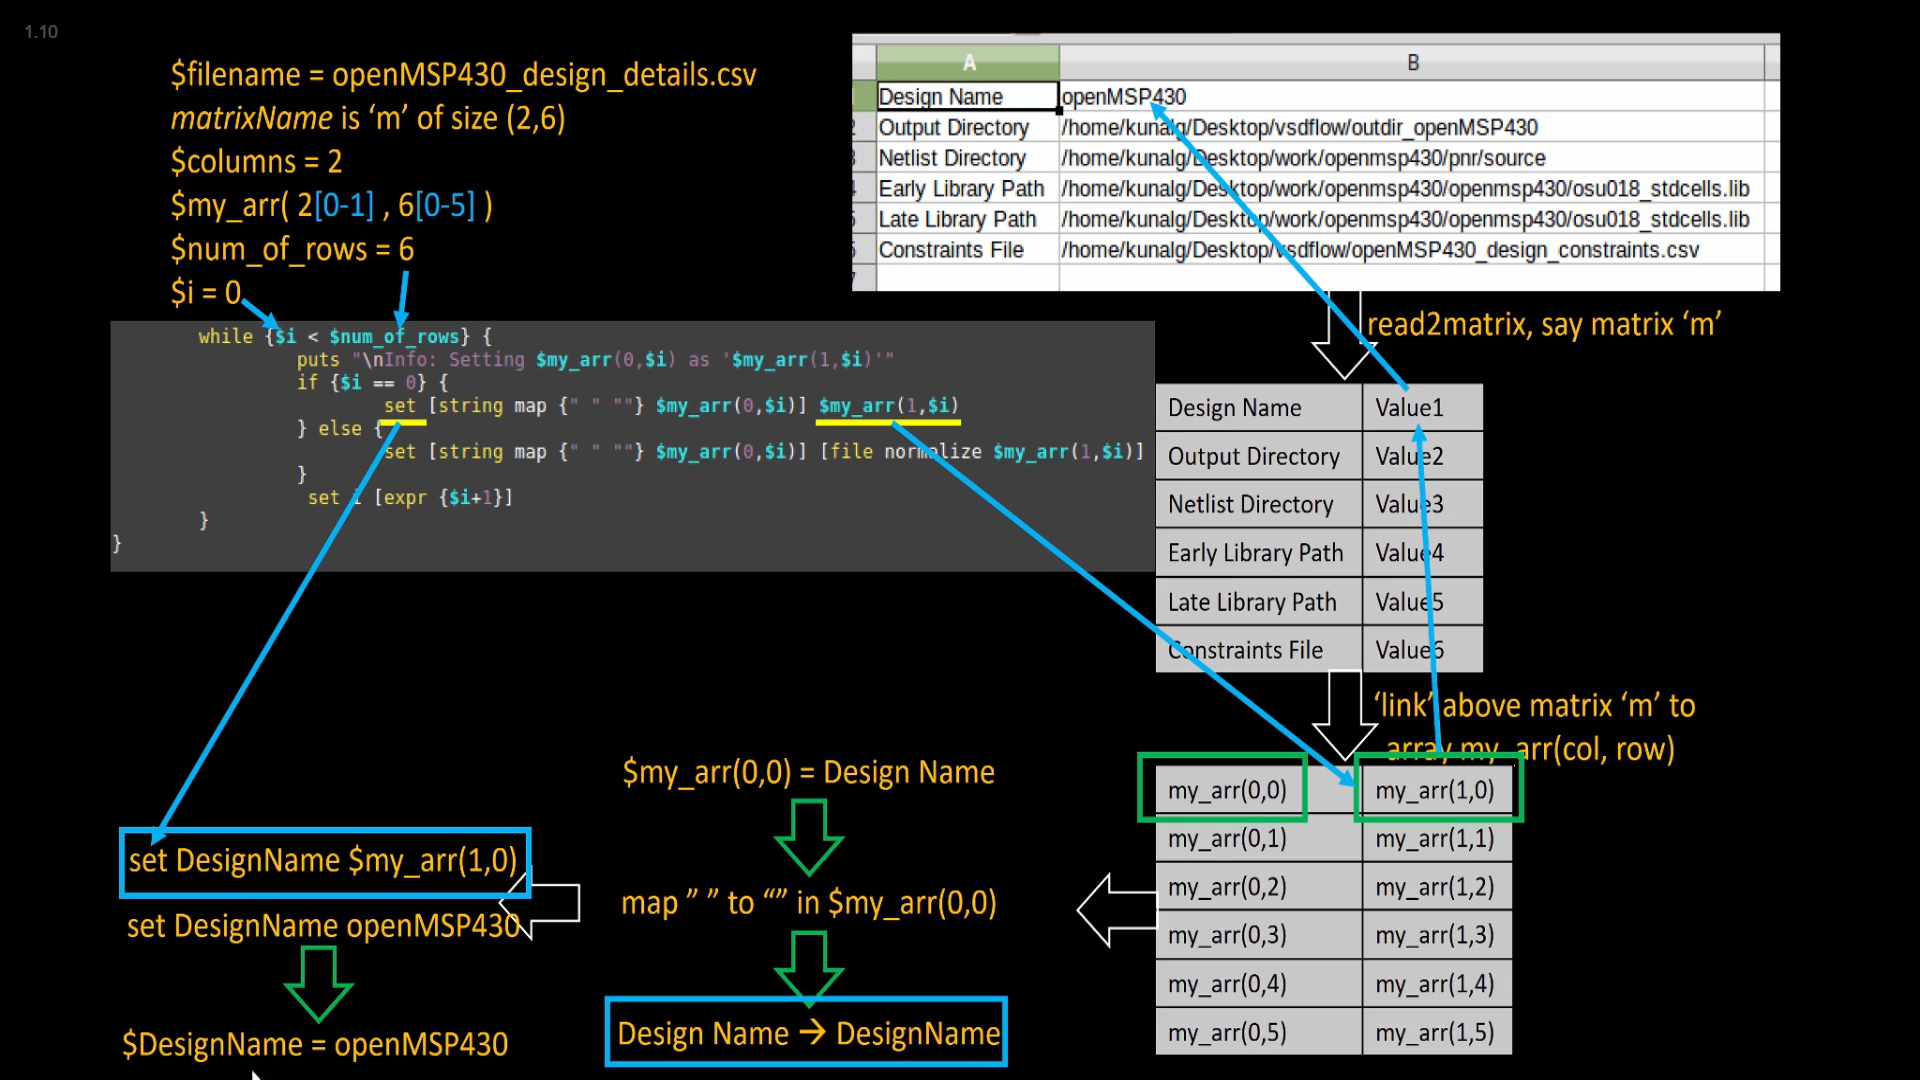 1.10
$filename = openMSP430_design_details.csv
matrixName is ‘m’ of size (2,6)
$columns = 2
$my_arr( 2[0-1] , 6[0-5] )
$num_of_rows = 6
$i = 0
A B
Design Name openMSP430
2 Output Directory /home/kunalg/Desktop/vsdflow/outdir_openMSP430
3 Netlist Directory /home/kunalg/Desktop/work/openmsp430/pnr/source
4 Early Library Path /home/kunalg/Desktop/work/openmsp430/openmsp430/osu018_stdcells.lib
5 Late Library Path /home/kunalg/Desktop/work/openmsp430/openmsp430/osu018_stdcells.lib
Constraints File /home/kunalg/Desktop/vsdflow/openMSP430_design_constraints.csv
while {$i < $num_of_rows} {
puts "\nInfo: Setting $my_arr(0,$i) as '$my_arr(1,$i)'"
if {$i == 0} {
set [string map {" " ""} $my_arr(0,$i)] $my_arr(1,$i)
} else {
set [string map {" " ""} $my_arr(0,$i)] [file normalize $my_arr(1,$i)]
}
set i [expr {$i+1}]
}
}
read2matrix, say matrix ‘m’
Design Name Value1
Output Directory Value2
Netlist Directory Value3
Early Library Path Value4
Late Library Path Value5
Constraints File Value6
‘link’ above matrix ‘m’ to
array my_arr(col, row)
my_arr(0,0) my_arr(1,0)
my_arr(0,1) my_arr(1,1)
my_arr(0,2) my_arr(1,2)
my_arr(0,3) my_arr(1,3)
my_arr(0,4) my_arr(1,4)
my_arr(0,5) my_arr(1,5)
$my_arr(0,0) = Design Name
map ” ” to “” in $my_arr(0,0)
Design Name → DesignName
set DesignName $my_arr(1,0)
set DesignName openMSP430
$DesignName = openMSP430